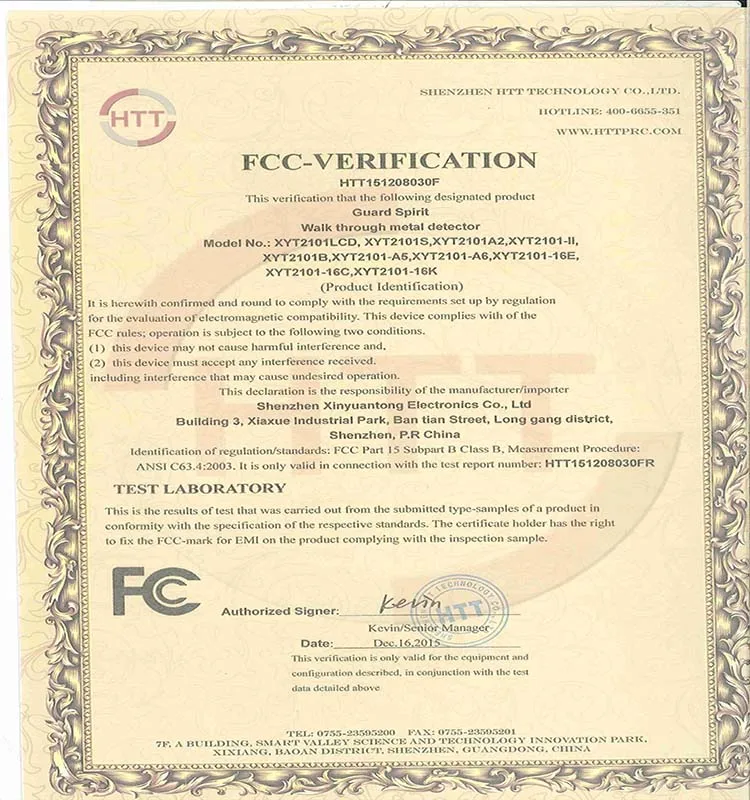 SHENZHEN HTT TECHNOLOGY CO.,LTD.
HOTLINE: 400-6655-351
WWW.HTTPRC.COM
HTT
FCC-VERIFICATION
HTT151208030F
This verification that the following designated product
Guard Spirit
Walk through metal detector
Model No.: XYT2101LCD, XYT2101S,XYT2101A2,XYT2101-II,
XYT2101B,XYT2101-A5,XYT2101-A6,XYT2101-16E,
XYT2101-16C,XYT2101-16K
(Product Identification)
It is herewith confirmed and round to comply with the requirements set up by regulation
for the evaluation of electromagnetic compatibility. This device complies with of the
FCC rules; operation is subject to the following two conditions.
(1) this device may not cause harmful interference and,
(2) this device must accept any interference received.
including interference that may cause undesired operation.
This declaration is the responsibility of the manufacturer/importer
Shenzhen Xinyuantong Electronics Co., Ltd
Building 3, Xiaxue Industrial Park, Ban tian Street, Long gang district,
Shenzhen, P.R China
Identification of regulation/standards: FCC Part 15 Subpart B Class B, Measurement Procedure:
ANSI C63.4:2003. It is only valid in connection with the test report number: HTT151208030FR
TEST LABORATORY
This is the results of test that was carried out from the submitted type-samples of a product in
conformity with the specification of the respective standards. The certificate holder has the right
to fix the FCC-mark for EMI on the product complying with the inspection sample.
FC
Authorized Signer: Kevin
HTT
Kevin/Senior Manager
Date: Dec.16,2015
This verification is only valid for the equipment and
configuration described, in conjunction with the test
data detailed above
TEL: 0755-23595200 FAX: 0755-23595201
7F, A BUILDING, SMART VALLEY SCIENCE AND TECHNOLOGY INNOVATION PARK,
XIXIANG, BAOAN DISTRICT, SHENZHEN, GUANGDONG, CHINA